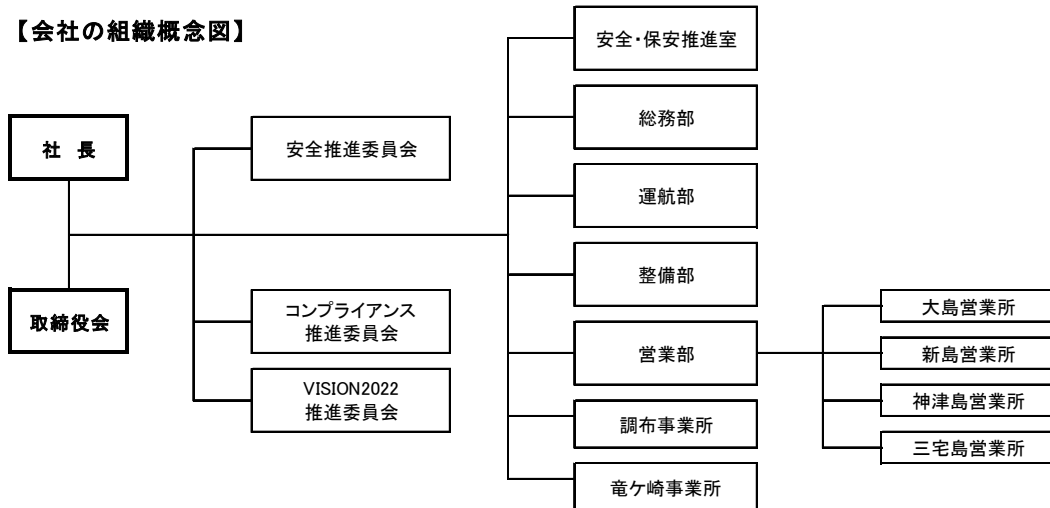 【会社の組織概念図】
社　長
取締役会
安全推進委員会
コンプライアンス
推進委員会
VISION2022
推進委員会
安全・保安推進室
総務部
運航部
整備部
営業部
調布事業所
竜ケ崎事業所
大島営業所
新島営業所
神津島営業所
三宅島営業所